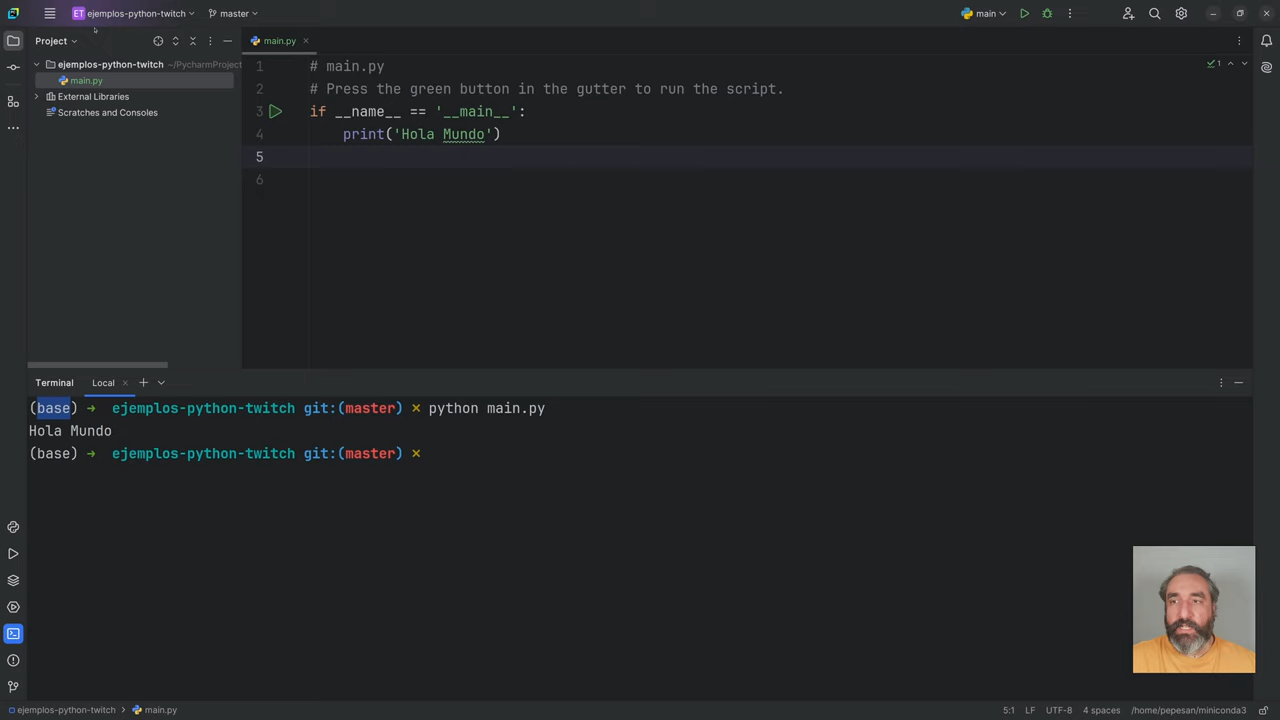 ET ejemplos-python-twitch master main
Project
main.py
ejemplos-python-twitch ~/PycharmProject
main.py
External Libraries
Scratches and Consoles
1 # main.py
2 # Press the green button in the gutter to run the script.
3 if __name__ == '__main__':
4 print('Hola Mundo')
5
6
1
Terminal Local
(base) → ejemplos-python-twitch git:(master) × python main.py
Hola Mundo
(base) → ejemplos-python-twitch git:(master) ×
ejemplos-python-twitch > main.py 5:1 LF UTF-8 4 spaces /home/pepesan/miniconda3